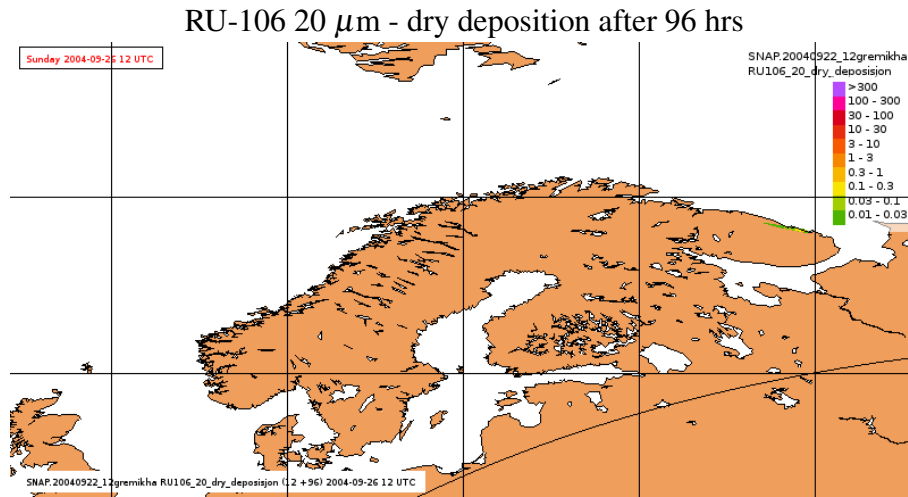 RU-106 20 μm - dry deposition after 96 hrs
Sunday 2004-09-26 12 UTC
SNAP.20040922_12gremikha
RU106_20_dry_deposisjon
>300
100 - 300
30 - 100
10 - 30
3 - 10
1 - 3
0.3 - 1
0.1 - 0.3
0.03 - 0.1
0.01 - 0.03
SNAP.20040922_12gremikha RU106_20_dry_deposisjon (12 +96) 2004-09-26 12 UTC